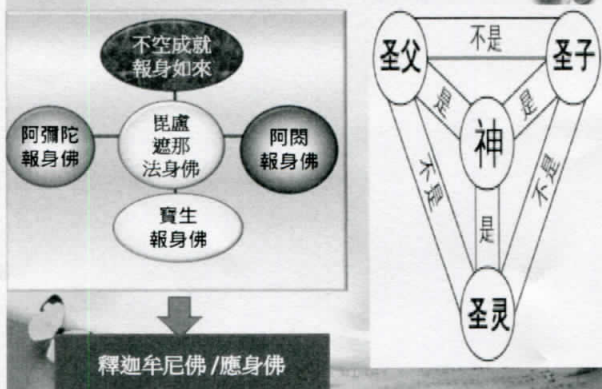 不空成就
報身如來
阿彌陀
報身佛
毘盧
遮那
法身佛
阿閦
報身佛
寶生
報身佛
釋迦牟尼佛/應身佛
圣父
不是
圣子
是
是
神
不是
不是
是
圣灵